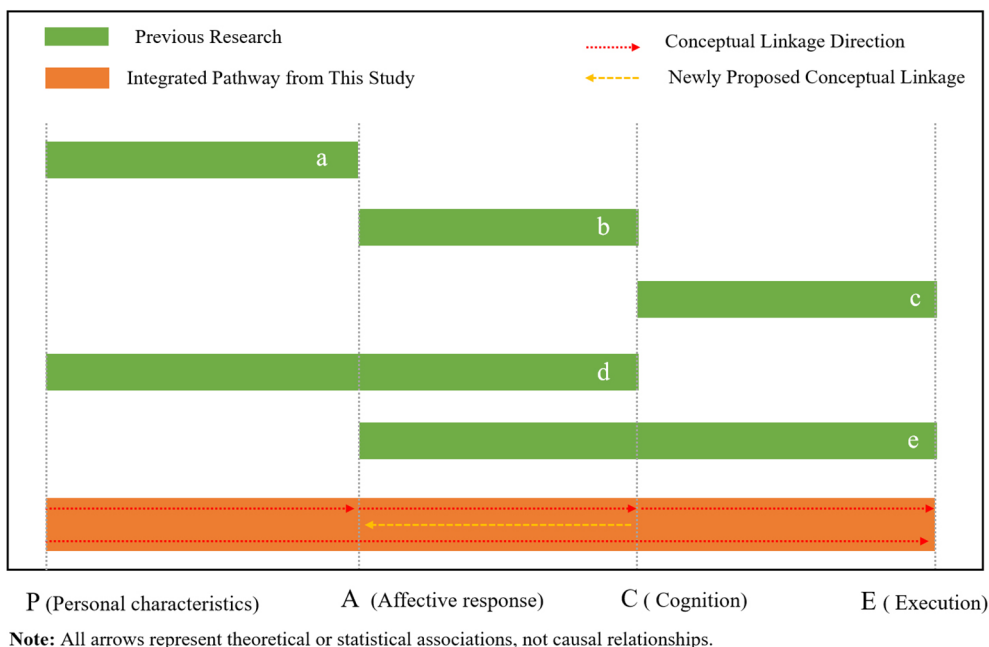 Previous Research
Conceptual Linkage Direction
Integrated Pathway from This Study
Newly Proposed Conceptual Linkage
a
b
c
d
e
P (Personal characteristics)
A (Affective response)
C ( Cognition)
E ( Execution)
Note: All arrows represent theoretical or statistical associations, not causal relationships.